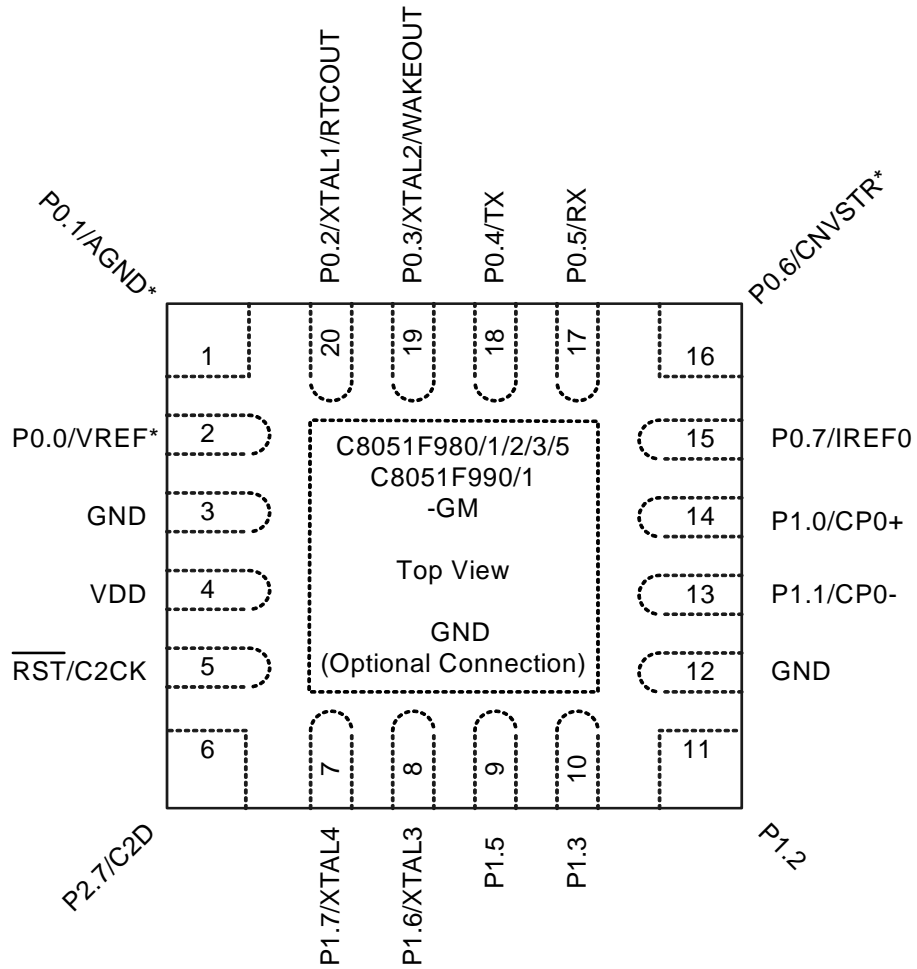 P0.2/XTAL1/RTCOUT
P0.3/XTAL2/WAKEOUT
P0.4/TX
P0.5/RX
P0.1/AGND*
P0.6/CNVSTR*
1
20
19
18
17
16
P0.0/VREF*
2
15
P0.7/IREF0
GND
3
14
P1.0/CP0+
VDD
4
13
P1.1/CP0-
RST/C2CK
5
12
GND
C8051F980/1/2/3/5
C8051F990/1
-GM
Top View
GND
(Optional Connection)
6
7
8
9
10
11
P2.7/C2D
P1.7/XTAL4
P1.6/XTAL3
P1.5
P1.3
P1.2